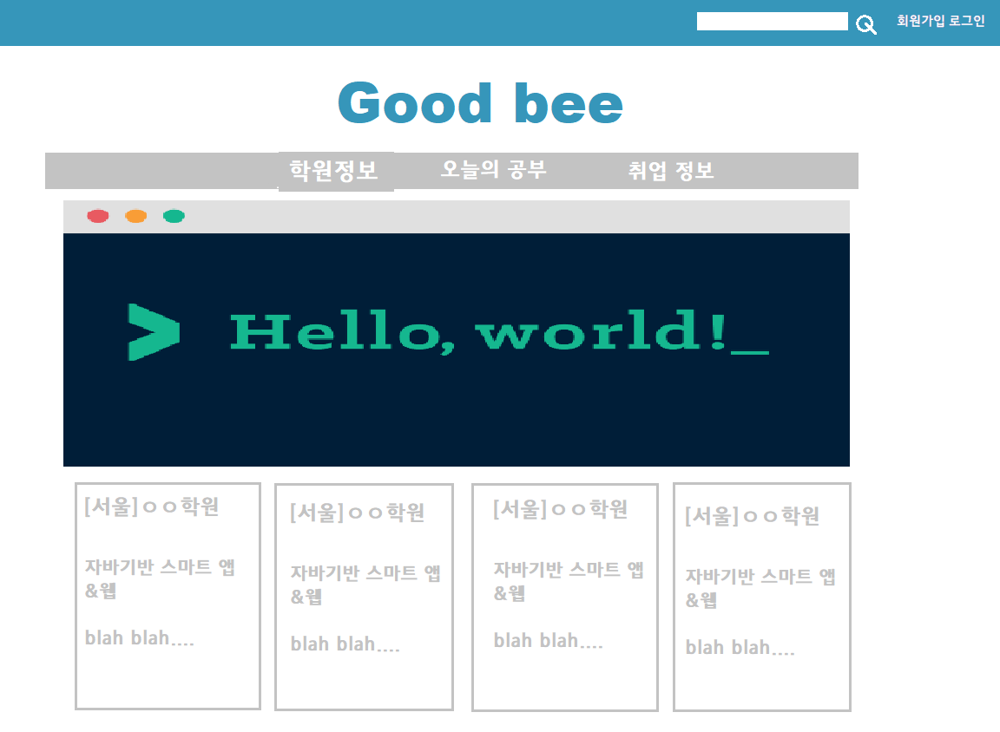 회원가입 로그인
Good bee
학원정보 오늘의 공부 취업 정보
> Hello, world!_
[서울]ㅇㅇ학원
자바기반 스마트 앱
&웹
blah blah....
[서울]ㅇㅇ학원
자바기반 스마트 앱
&웹
blah blah....
[서울]ㅇㅇ학원
자바기반 스마트 앱
&웹
blah blah....
[서울]ㅇㅇ학원
자바기반 스마트 앱
&웹
blah blah....